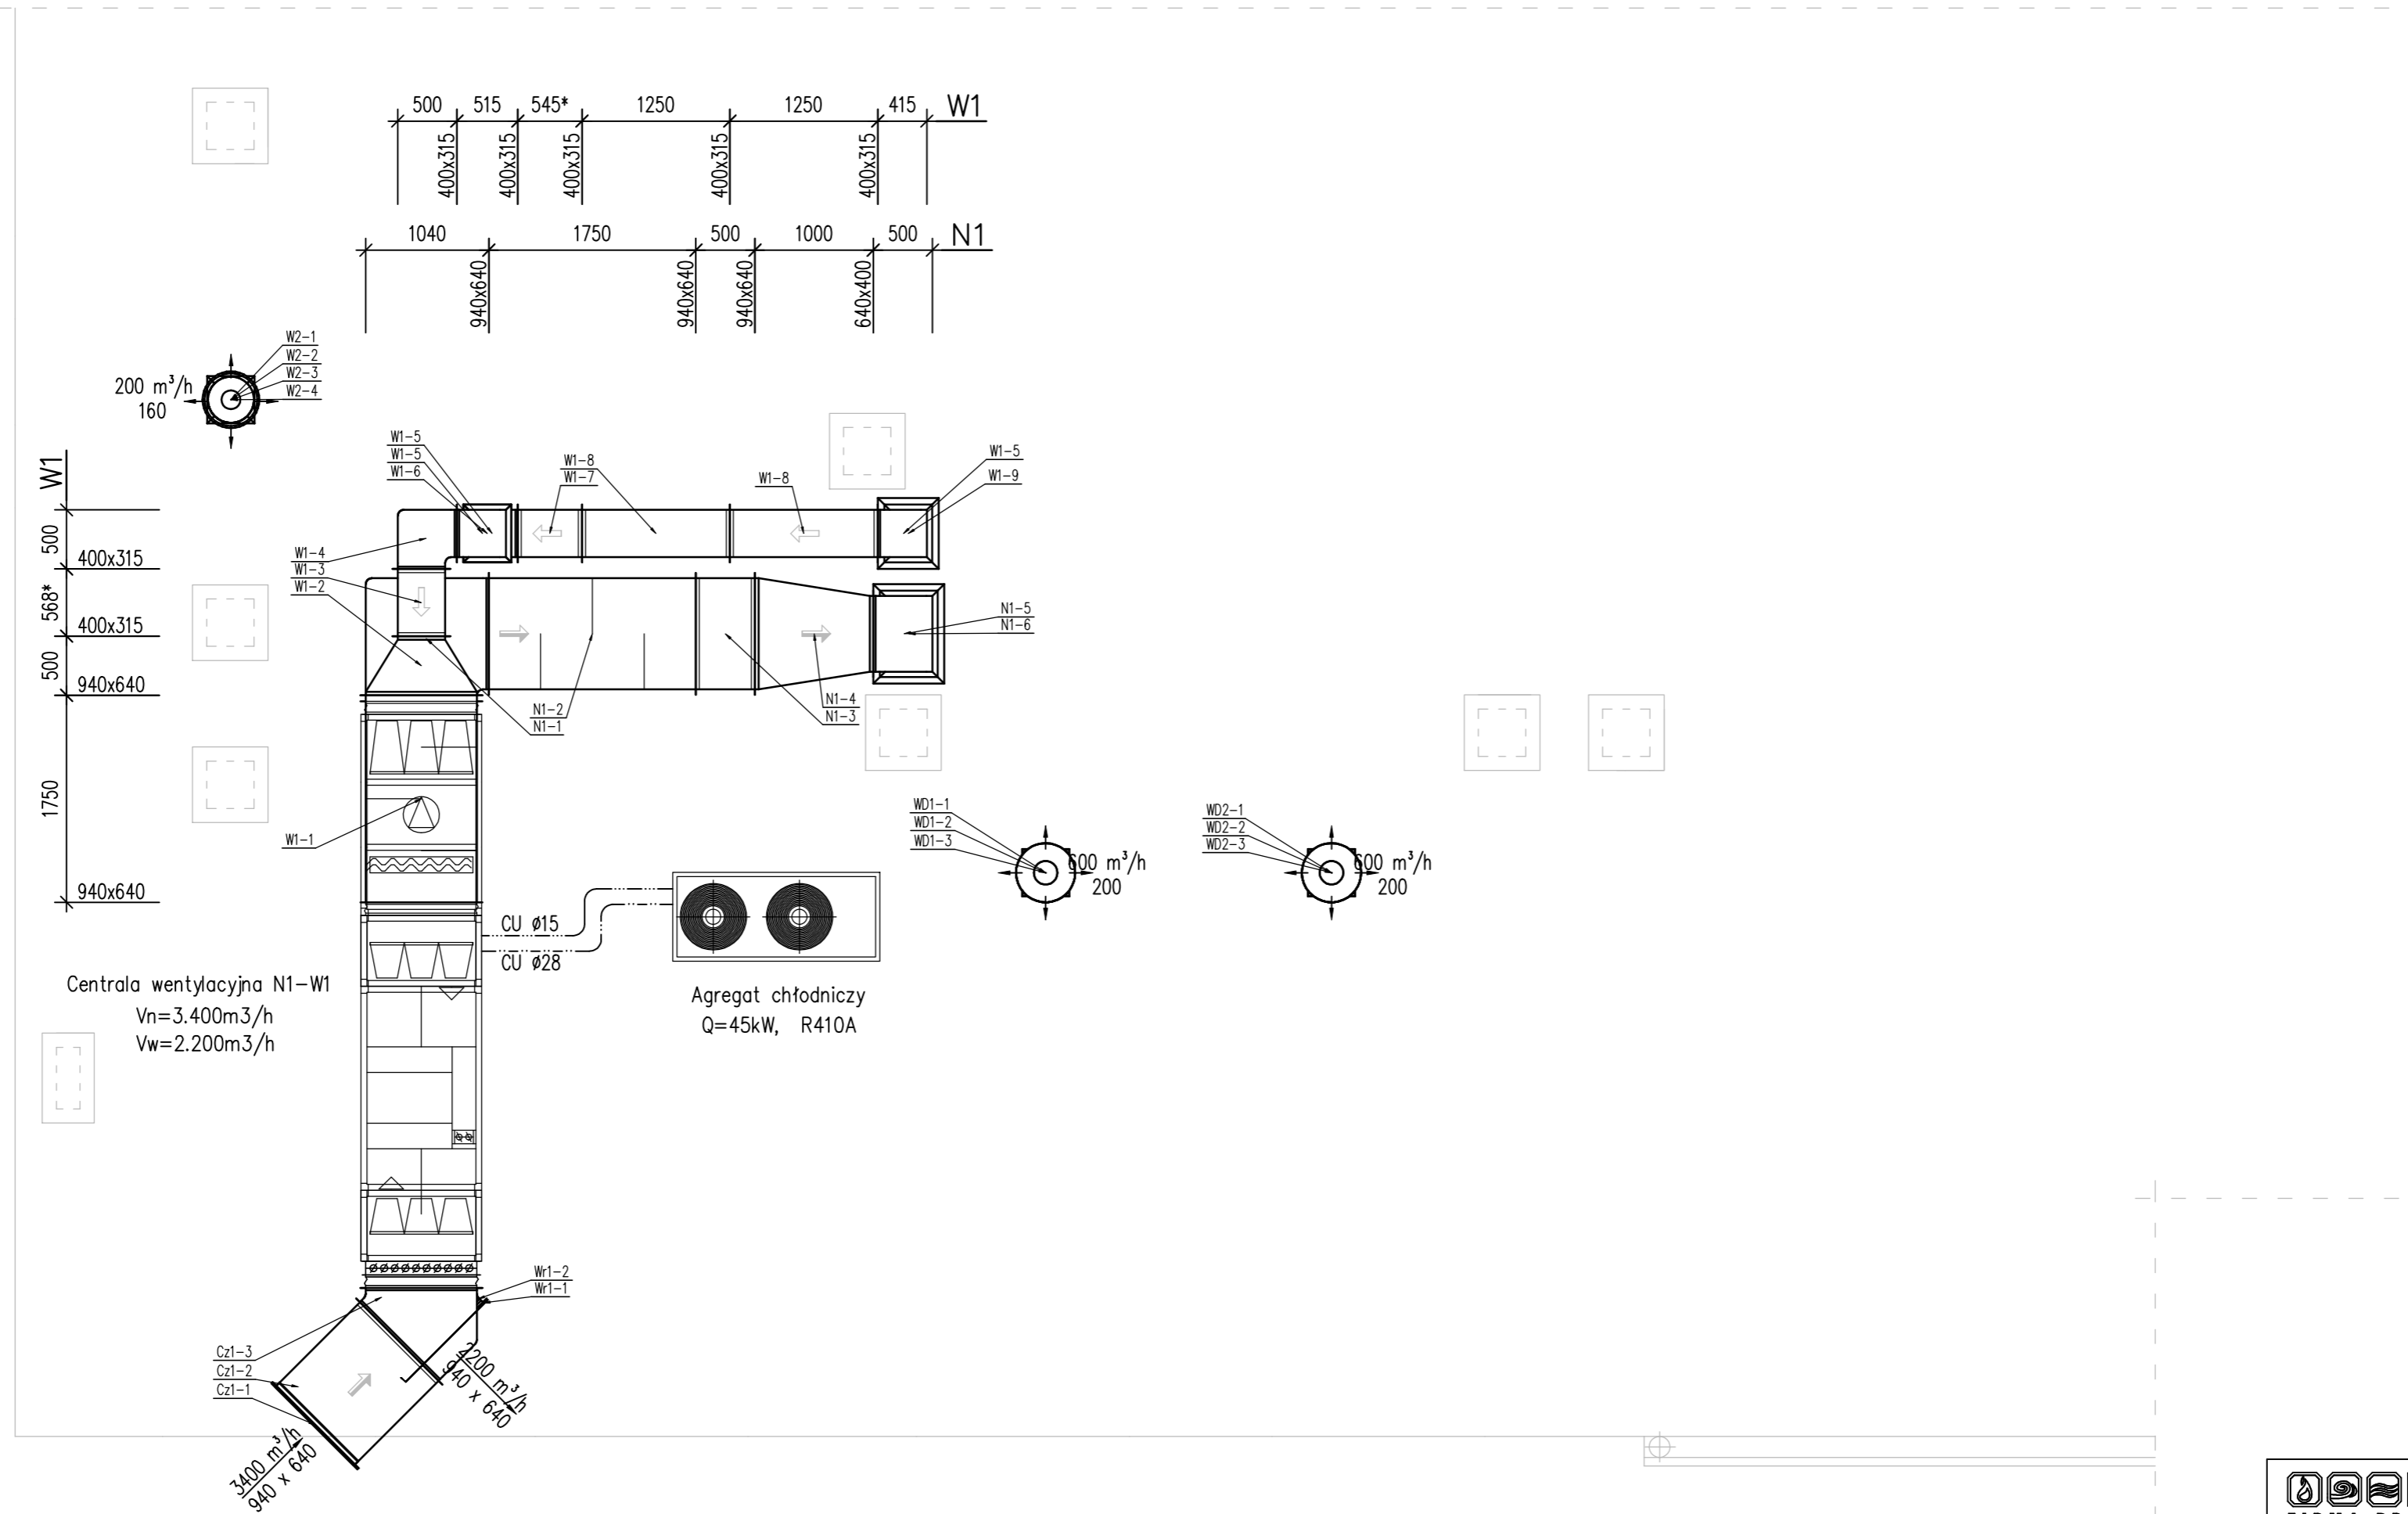 500 515 545* 1250 1250 415 W1
400x315 400x315 400x315 400x315 400x315
1040 1750 500 1000 500 N1
940x640 940x640 940x640 640x400
W2-1
W2-2
W2-3
W2-4
200 m³/h
160
W1
500
400x315
568*
400x315
500
940x640
1750
940x640
W1-5
W1-5
W1-6
W1-8
W1-7
W1-8
W1-5
W1-9
W1-4
W1-3
W1-2
N1-5
N1-6
N1-2
N1-1
N1-4
N1-3
W1-1
WD1-1
WD1-2
WD1-3
600 m³/h
200
WD2-1
WD2-2
WD2-3
600 m³/h
200
CU ø15
CU ø28
Centrala wentylacyjna N1-W1
Vn=3.400m3/h
Vw=2.200m3/h
Agregat chłodniczy
Q=45kW, R410A
Wr1-2
Wr1-1
Cz1-3
Cz1-2
Cz1-1
2200 m³/h
940 x 640
3400 m³/h
940 x 640